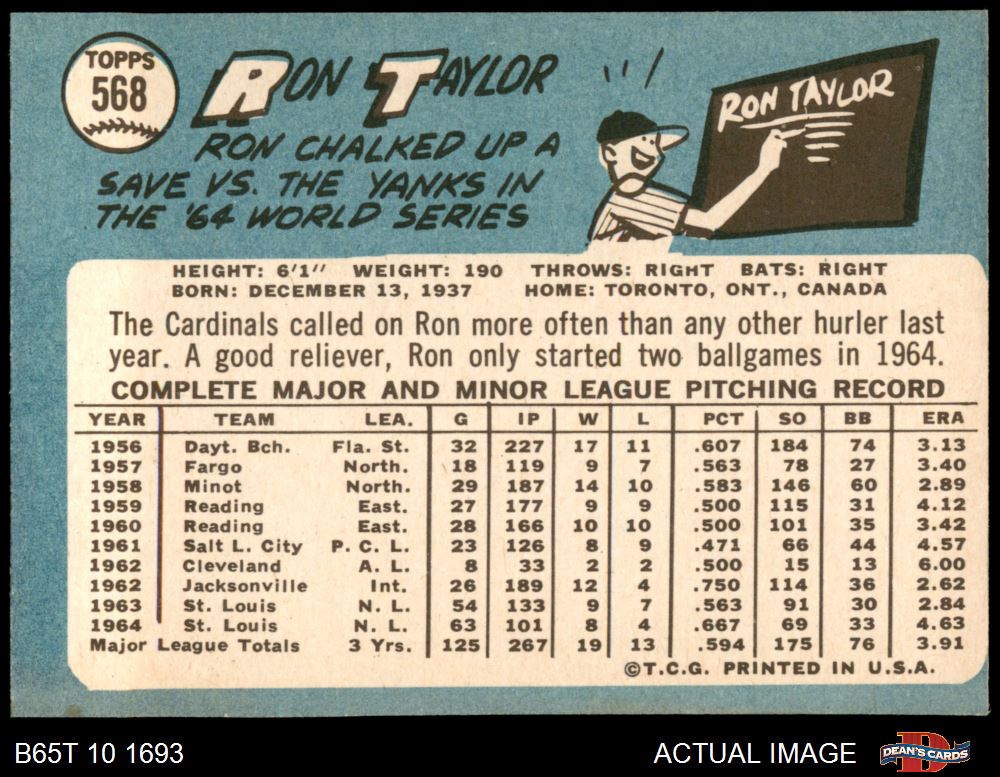 TOPPS
568
RON TAYLOR
RON CHALKED UP A
SAVE VS. THE YANKS IN
THE '64 WORLD SERIES
RON TAYLOR
HEIGHT: 6'1" WEIGHT: 190 THROWS: RIGHT BATS: RIGHT
BORN: DECEMBER 13, 1937 HOME: TORONTO, ONT., CANADA
The Cardinals called on Ron more often than any other hurler last
year. A good reliever, Ron only started two ballgames in 1964.
COMPLETE MAJOR AND MINOR LEAGUE PITCHING RECORD
YEAR TEAM LEA. G IP W L PCT SO BB ERA
1956 Dayt. Bch. Fla. St. 32 227 17 11 .607 184 74 3.13
1957 Fargo North. 18 119 9 7 .563 78 27 3.40
1958 Minot North. 29 187 14 10 .583 146 60 2.89
1959 Reading East. 27 177 9 9 .500 115 31 4.12
1960 Reading East. 28 166 10 10 .500 101 35 3.42
1961 Salt L. City P. C. L. 23 126 8 9 .471 66 44 4.57
1962 Cleveland A. L. 8 33 2 2 .500 15 13 6.00
1962 Jacksonville Int. 26 189 12 4 .750 114 36 2.62
1963 St. Louis N. L. 54 133 9 7 .563 91 30 2.84
1964 St. Louis N. L. 63 101 8 4 .667 69 33 4.63
Major League Totals 3 Yrs. 125 267 19 13 .594 175 76 3.91
©T.C.G. PRINTED IN U.S.A.
B65T 10 1693
ACTUAL IMAGE
DEAN'S CARDS